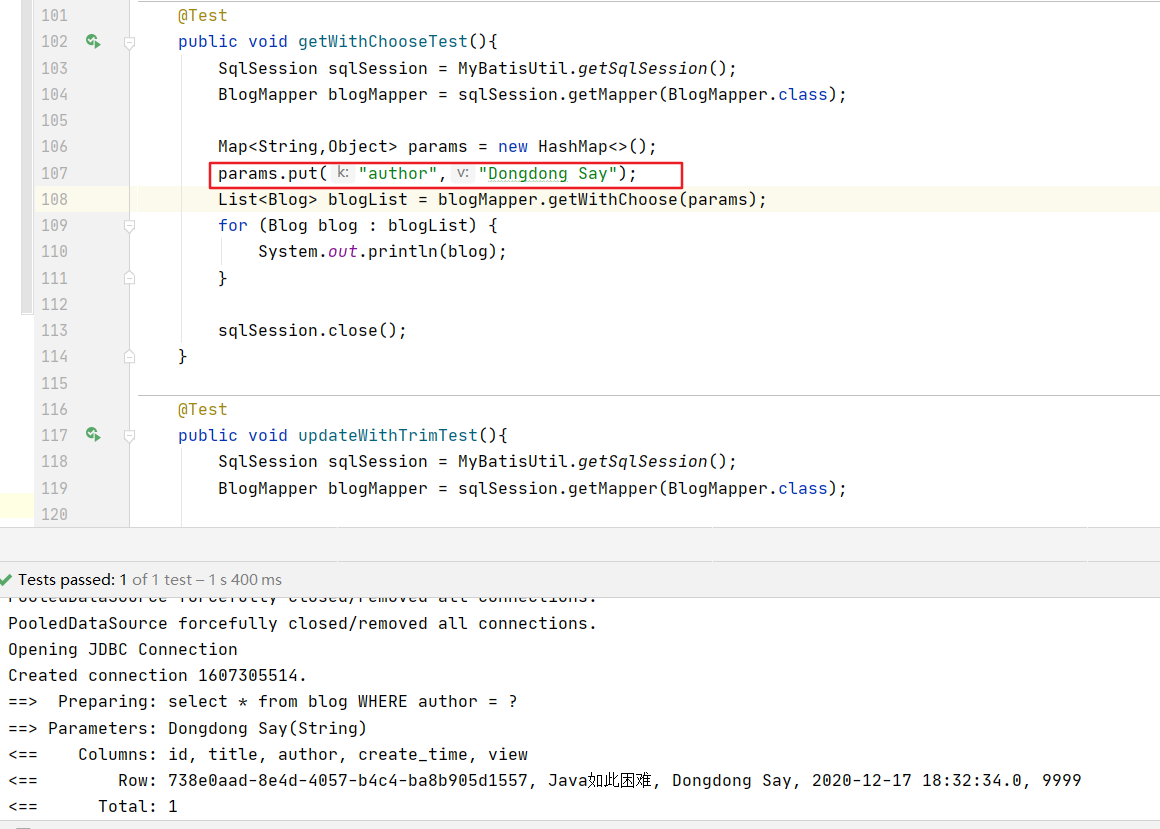 101 @Test
102 public void getWithChooseTest(){
103 SqlSession sqlSession = MyBatisUtil.getSqlSession();
104 BlogMapper blogMapper = sqlSession.getMapper(BlogMapper.class);
105
106 Map<String,Object> params = new HashMap<>();
107 params.put( k: "author", v: "Dongdong Say");
108 List<Blog> blogList = blogMapper.getWithChoose(params);
109 for (Blog blog : blogList) {
110 System.out.println(blog);
111 }
112
113 sqlSession.close();
114 }
115
116 @Test
117 public void updateWithTrimTest(){
118 SqlSession sqlSession = MyBatisUtil.getSqlSession();
119 BlogMapper blogMapper = sqlSession.getMapper(BlogMapper.class);
120
Tests passed: 1 of 1 test – 1 s 400 ms
PooledDataSource forcefully closed/removed all connections.
PooledDataSource forcefully closed/removed all connections.
Opening JDBC Connection
Created connection 1607305514.
==>  Preparing: select * from blog WHERE author = ?
==> Parameters: Dongdong Say(String)
<==    Columns: id, title, author, create_time, view
<==        Row: 738e0aad-8e4d-4057-b4c4-ba8b905d1557, Java如此困难, Dongdong Say, 2020-12-17 18:32:34.0, 9999
<==      Total: 1